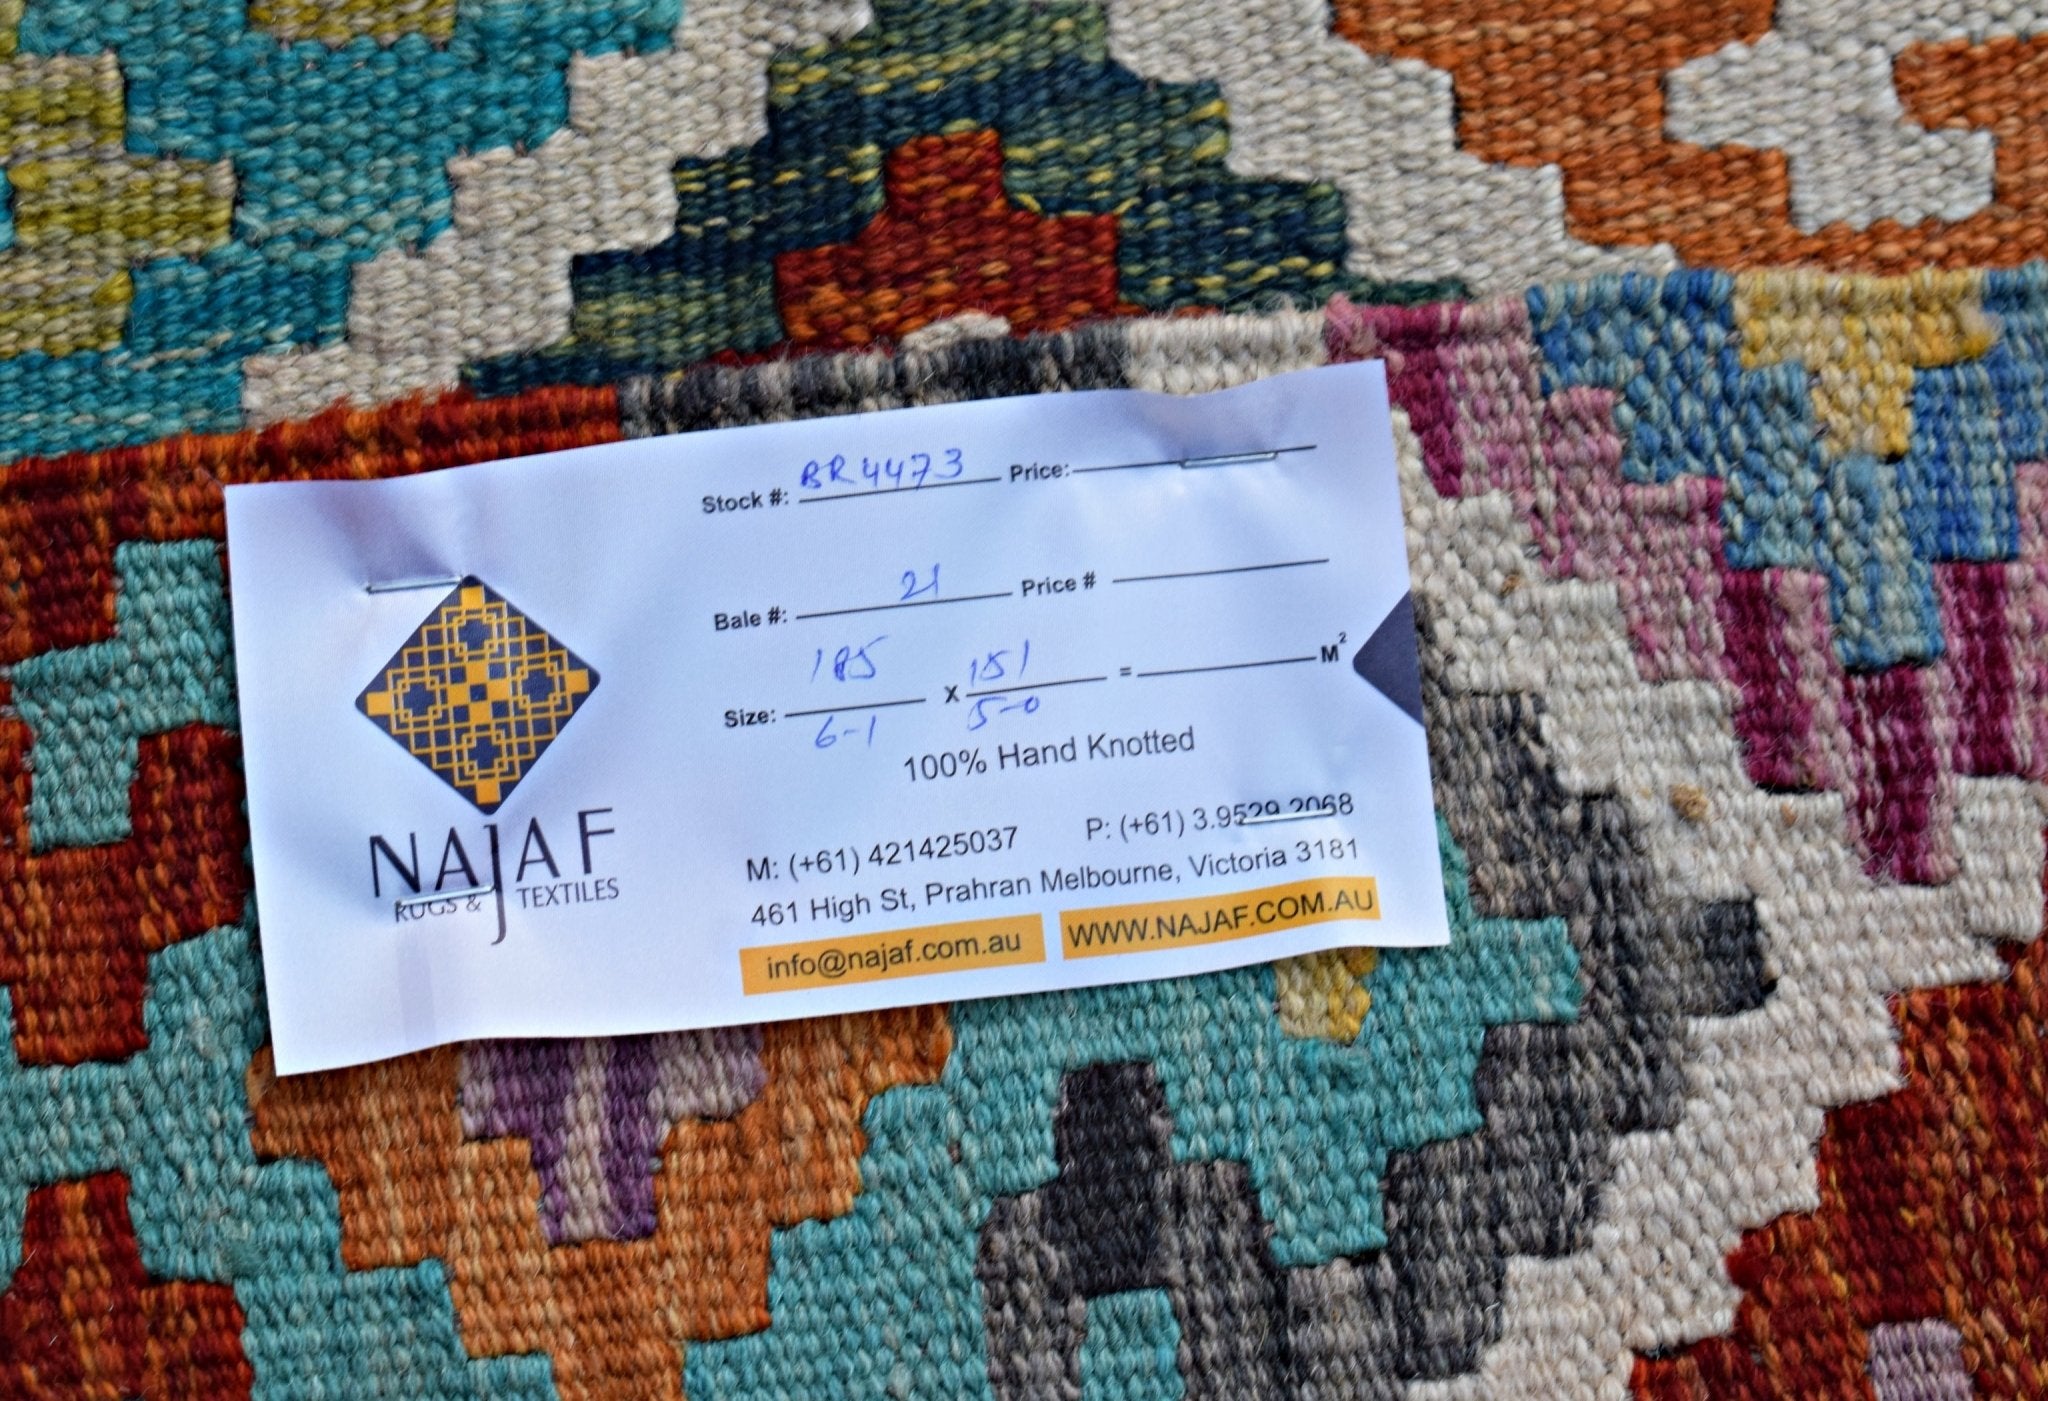 Stock #: BR4473 Price:
Bale #: 21 Price #
185 151
Size: x = M²
6-1 5-0
100% Hand Knotted
NAJAF
RUGS & TEXTILES
M: (+61) 421425037 P: (+61) 3.9529 2068
461 High St, Prahran Melbourne, Victoria 3181
info@najaf.com.au WWW.NAJAF.COM.AU